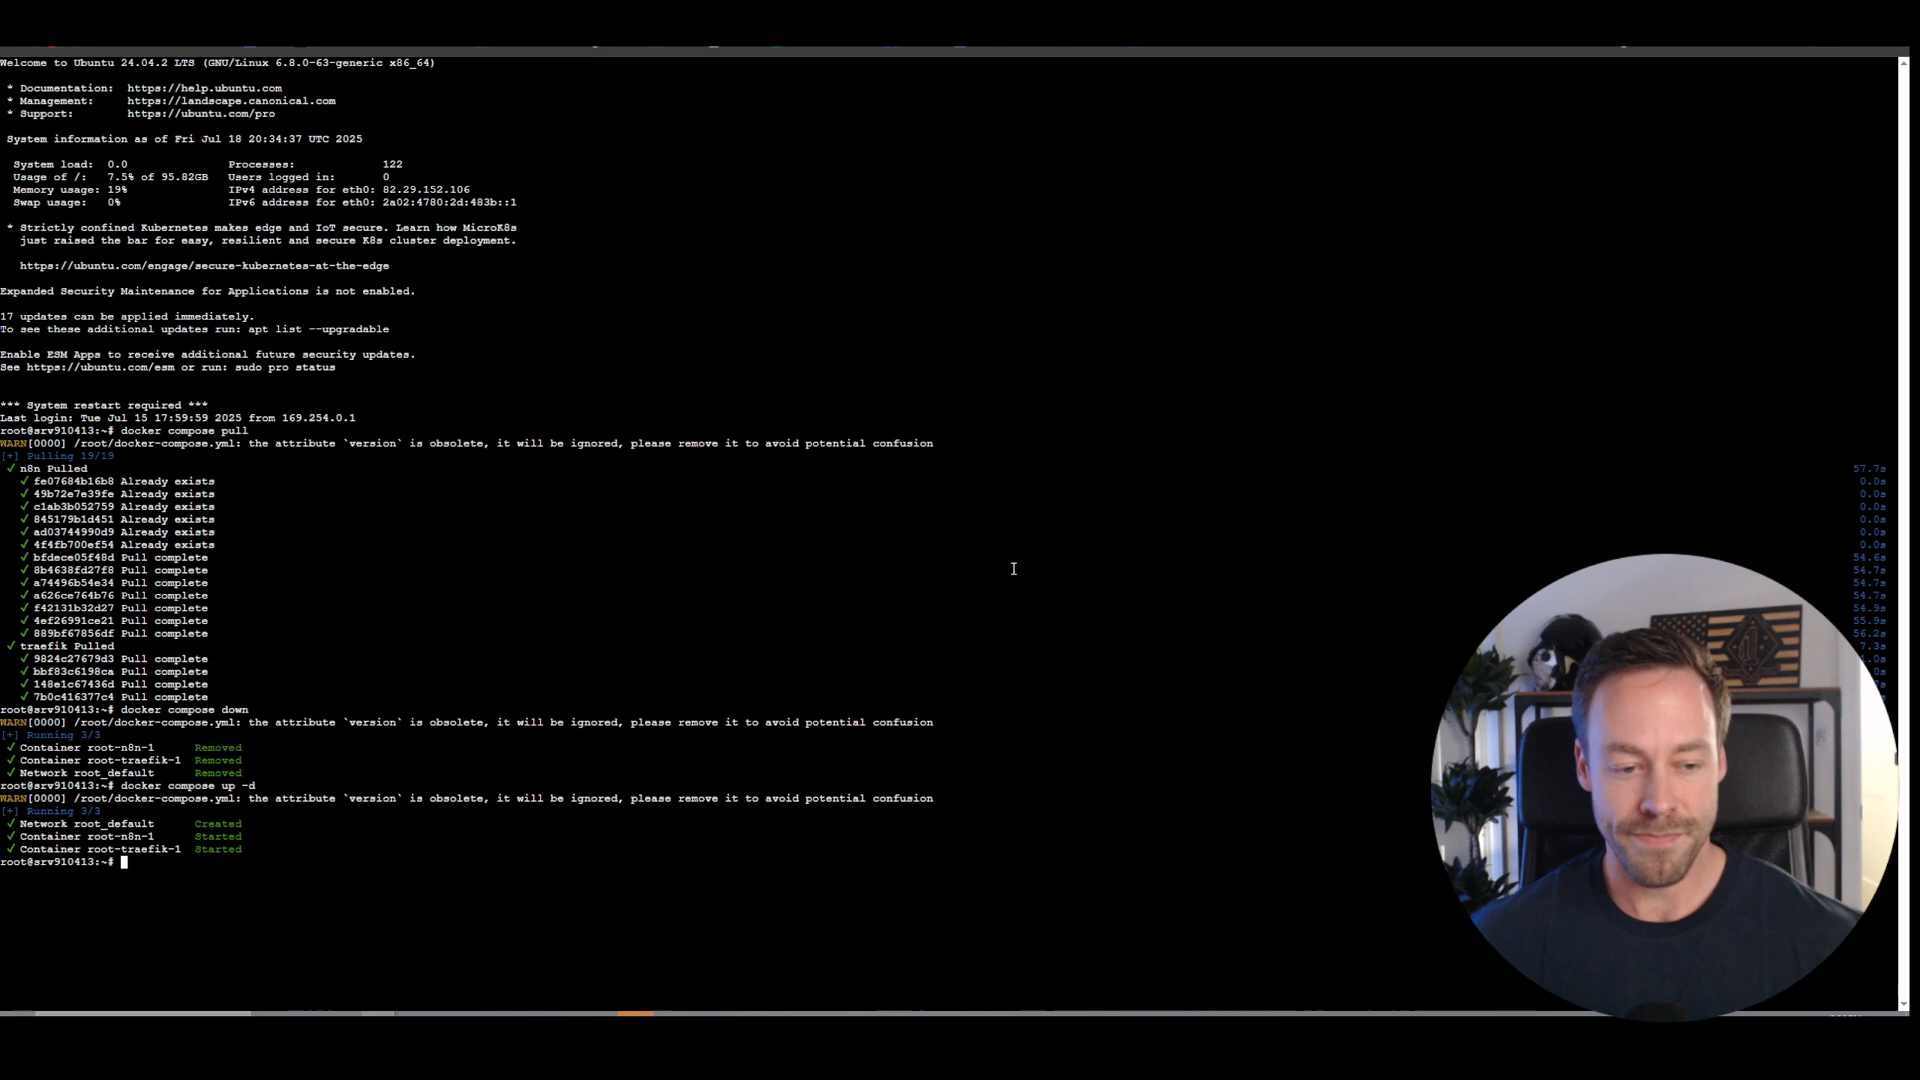 Welcome to Ubuntu 24.04.2 LTS (GNU/Linux 6.8.0-63-generic x86_64)
* Documentation:  https://help.ubuntu.com
* Management:     https://landscape.canonical.com
* Support:        https://ubuntu.com/pro
System information as of Fri Jul 18 20:34:37 UTC 2025
System load:  0.0               Processes:             122
Usage of /:   7.5% of 95.82GB   Users logged in:       0
Memory usage: 19%               IPv4 address for eth0: 82.29.152.106
Swap usage:   0%                IPv6 address for eth0: 2a02:4780:2d:483b::1
* Strictly confined Kubernetes makes edge and IoT secure. Learn how MicroK8s
just raised the bar for easy, resilient and secure K8s cluster deployment.
https://ubuntu.com/engage/secure-kubernetes-at-the-edge
Expanded Security Maintenance for Applications is not enabled.
17 updates can be applied immediately.
To see these additional updates run: apt list --upgradable
Enable ESM Apps to receive additional future security updates.
See https://ubuntu.com/esm or run: sudo pro status
*** System restart required ***
Last login: Tue Jul 15 17:59:59 2025 from 169.254.0.1
root@srv910413:~# docker compose pull
WARN[0000] /root/docker-compose.yml: the attribute `version` is obsolete, it will be ignored, please remove it to avoid potential confusion
[+] Pulling 19/19
✓ n8n Pulled 57.7s
✓ fe07684b16b8 Already exists 0.0s
✓ 49b72e7e39fe Already exists 0.0s
✓ c1ab3b052759 Already exists 0.0s
✓ 845179b1d451 Already exists 0.0s
✓ ad03744990d9 Already exists 0.0s
✓ 4f4fb700ef54 Already exists 0.0s
✓ bfdece05f48d Pull complete 54.6s
✓ 8b4638fd27f8 Pull complete 54.7s
✓ a74496b54e34 Pull complete 54.7s
✓ a626ce764b76 Pull complete 54.7s
✓ f42131b32d27 Pull complete 54.9s
✓ 4ef26991ce21 Pull complete 55.9s
✓ 889bf67856df Pull complete 56.2s
✓ traefik Pulled 7.3s
✓ 9824c27679d3 Pull complete
✓ bbf83c6198ca Pull complete
✓ 148e1c67436d Pull complete
✓ 7b0c416377c4 Pull complete
root@srv910413:~# docker compose down
WARN[0000] /root/docker-compose.yml: the attribute `version` is obsolete, it will be ignored, please remove it to avoid potential confusion
[+] Running 3/3
✓ Container root-n8n-1      Removed
✓ Container root-traefik-1  Removed
✓ Network root_default      Removed
root@srv910413:~# docker compose up -d
WARN[0000] /root/docker-compose.yml: the attribute `version` is obsolete, it will be ignored, please remove it to avoid potential confusion
[+] Running 3/3
✓ Network root_default      Created
✓ Container root-n8n-1      Started
✓ Container root-traefik-1  Started
root@srv910413:~#